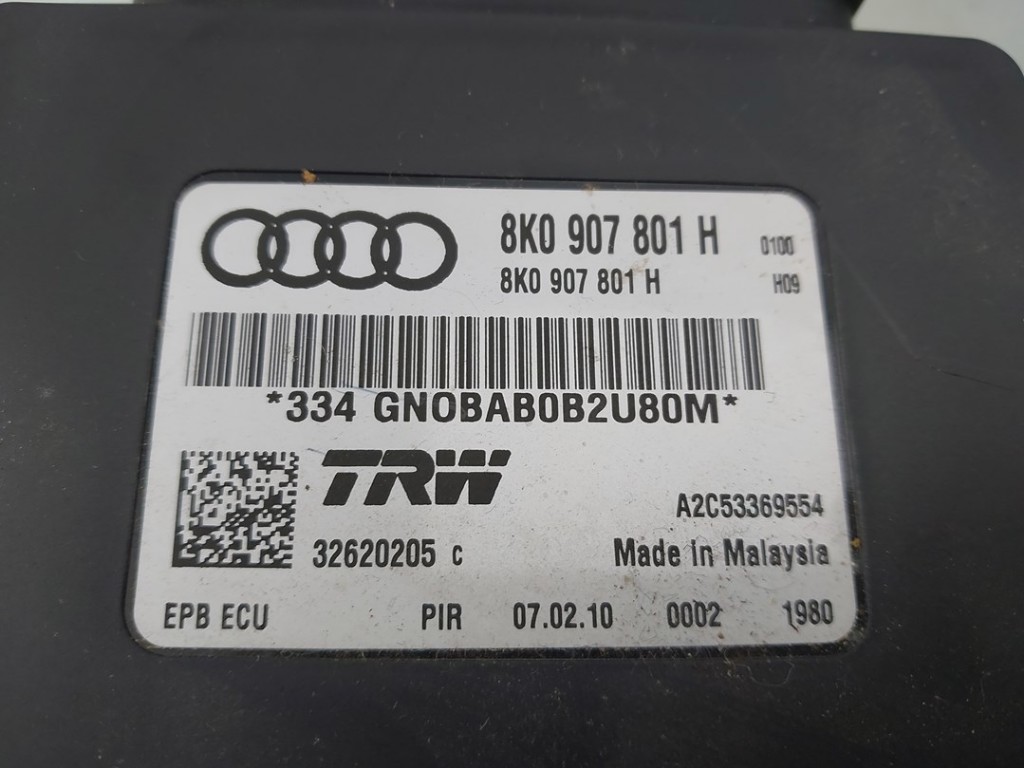 8K0 907 801 H 0100
8K0 907 801 H H09
*334 GN0BAB0B2U80M*
TRW
A2C53369554
32620205 C Made in Malaysia
EPB ECU PIR 07.02.10 0002 1980